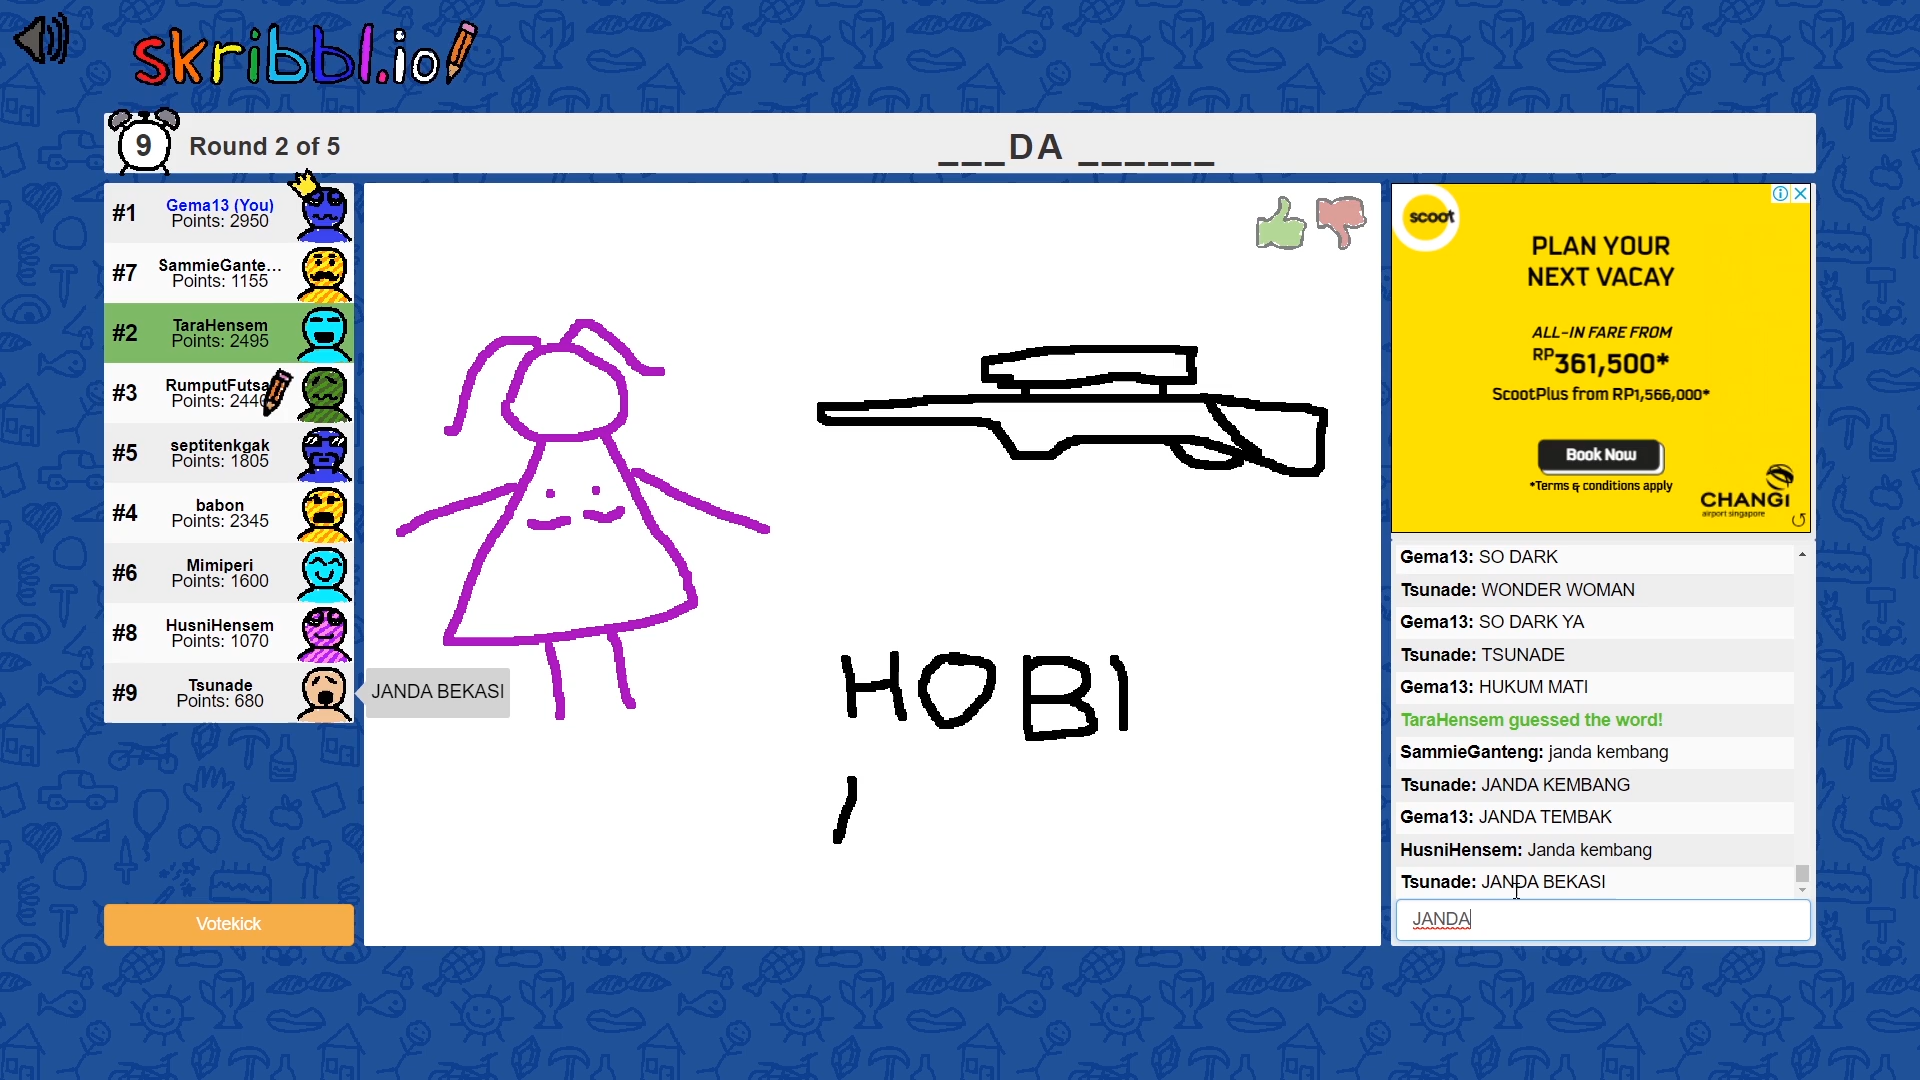 skribbl.io
9
Round 2 of 5
___DA ______
#1
Gema13 (You)
Points: 2950
#7
SammieGante...
Points: 1155
#2
TaraHensem
Points: 2495
#3
RumputFutsa
Points: 2440
#5
septitenkgak
Points: 1805
#4
babon
Points: 2345
#6
Mimiperi
Points: 1600
#8
HusniHensem
Points: 1070
#9
Tsunade
Points: 680
JANDA BEKASI
Votekick
HOBI
scoot
PLAN YOUR
NEXT VACAY
ALL-IN FARE FROM
RP361,500*
ScootPlus from RP1,566,000*
Book Now
*Terms & conditions apply
CHANGI
airport singapore
Gema13: SO DARK
Tsunade: WONDER WOMAN
Gema13: SO DARK YA
Tsunade: TSUNADE
Gema13: HUKUM MATI
TaraHensem guessed the word!
SammieGanteng: janda kembang
Tsunade: JANDA KEMBANG
Gema13: JANDA TEMBAK
HusniHensem: Janda kembang
Tsunade: JANDA BEKASI
JANDA